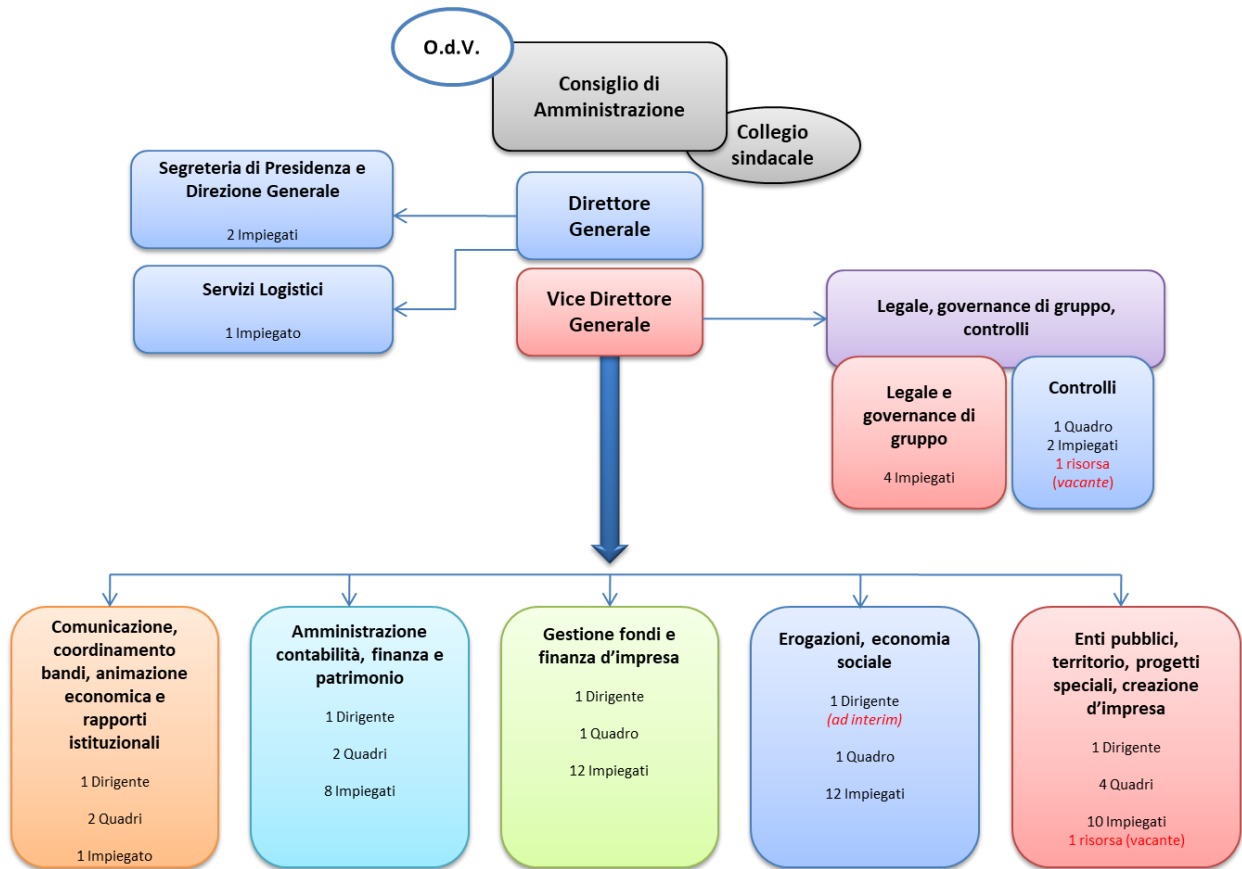 O.d.V.
Consiglio di
Amministrazione
Collegio
sindacale
Segreteria di Presidenza e
Direzione Generale
2 Impiegati
Direttore
Generale
Servizi Logistici
1 Impiegato
Vice Direttore
Generale
Legale, governance di gruppo,
controlli
Legale e
governance di
gruppo
4 Impiegati
Controlli
1 Quadro
2 Impiegati
1 risorsa
(vacante)
Comunicazione,
coordinamento
bandi, animazione
economica e
rapporti
istituzionali
1 Dirigente
2 Quadri
1 Impiegato
Amministrazione
contabilità, finanza e
patrimonio
1 Dirigente
2 Quadri
8 Impiegati
Gestione fondi e
finanza d’impresa
1 Dirigente
1 Quadro
12 Impiegati
Erogazioni, economia
sociale
1 Dirigente
(ad interim)
1 Quadro
12 Impiegati
Enti pubblici,
territorio, progetti
speciali, creazione
d’impresa
1 Dirigente
4 Quadri
10 Impiegati
1 risorsa (vacante)